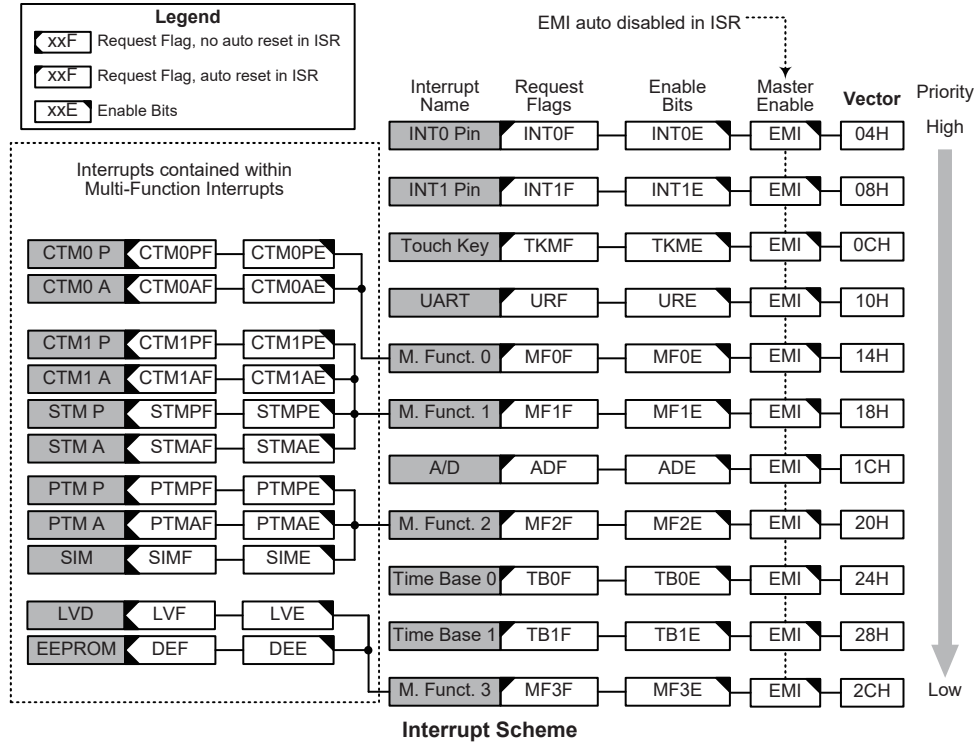 Legend
xxF Request Flag, no auto reset in ISR
xxF Request Flag, auto reset in ISR
xxE Enable Bits
EMI auto disabled in ISR
Interrupt Name
Request Flags
Enable Bits
Master Enable
Vector
Priority
High
INT0 Pin INT0F INT0E EMI 04H
INT1 Pin INT1F INT1E EMI 08H
Touch Key TKMF TKME EMI 0CH
UART URF URE EMI 10H
M. Funct. 0 MF0F MF0E EMI 14H
M. Funct. 1 MF1F MF1E EMI 18H
A/D ADF ADE EMI 1CH
M. Funct. 2 MF2F MF2E EMI 20H
Time Base 0 TB0F TB0E EMI 24H
Time Base 1 TB1F TB1E EMI 28H
M. Funct. 3 MF3F MF3E EMI 2CH
Low
Interrupts contained within
Multi-Function Interrupts
CTM0 P CTM0PF CTM0PE
CTM0 A CTM0AF CTM0AE
CTM1 P CTM1PF CTM1PE
CTM1 A CTM1AF CTM1AE
STM P STMPF STMPE
STM A STMAF STMAE
PTM P PTMPF PTMPE
PTM A PTMAF PTMAE
SIM SIMF SIME
LVD LVF LVE
EEPROM DEF DEE
Interrupt Scheme